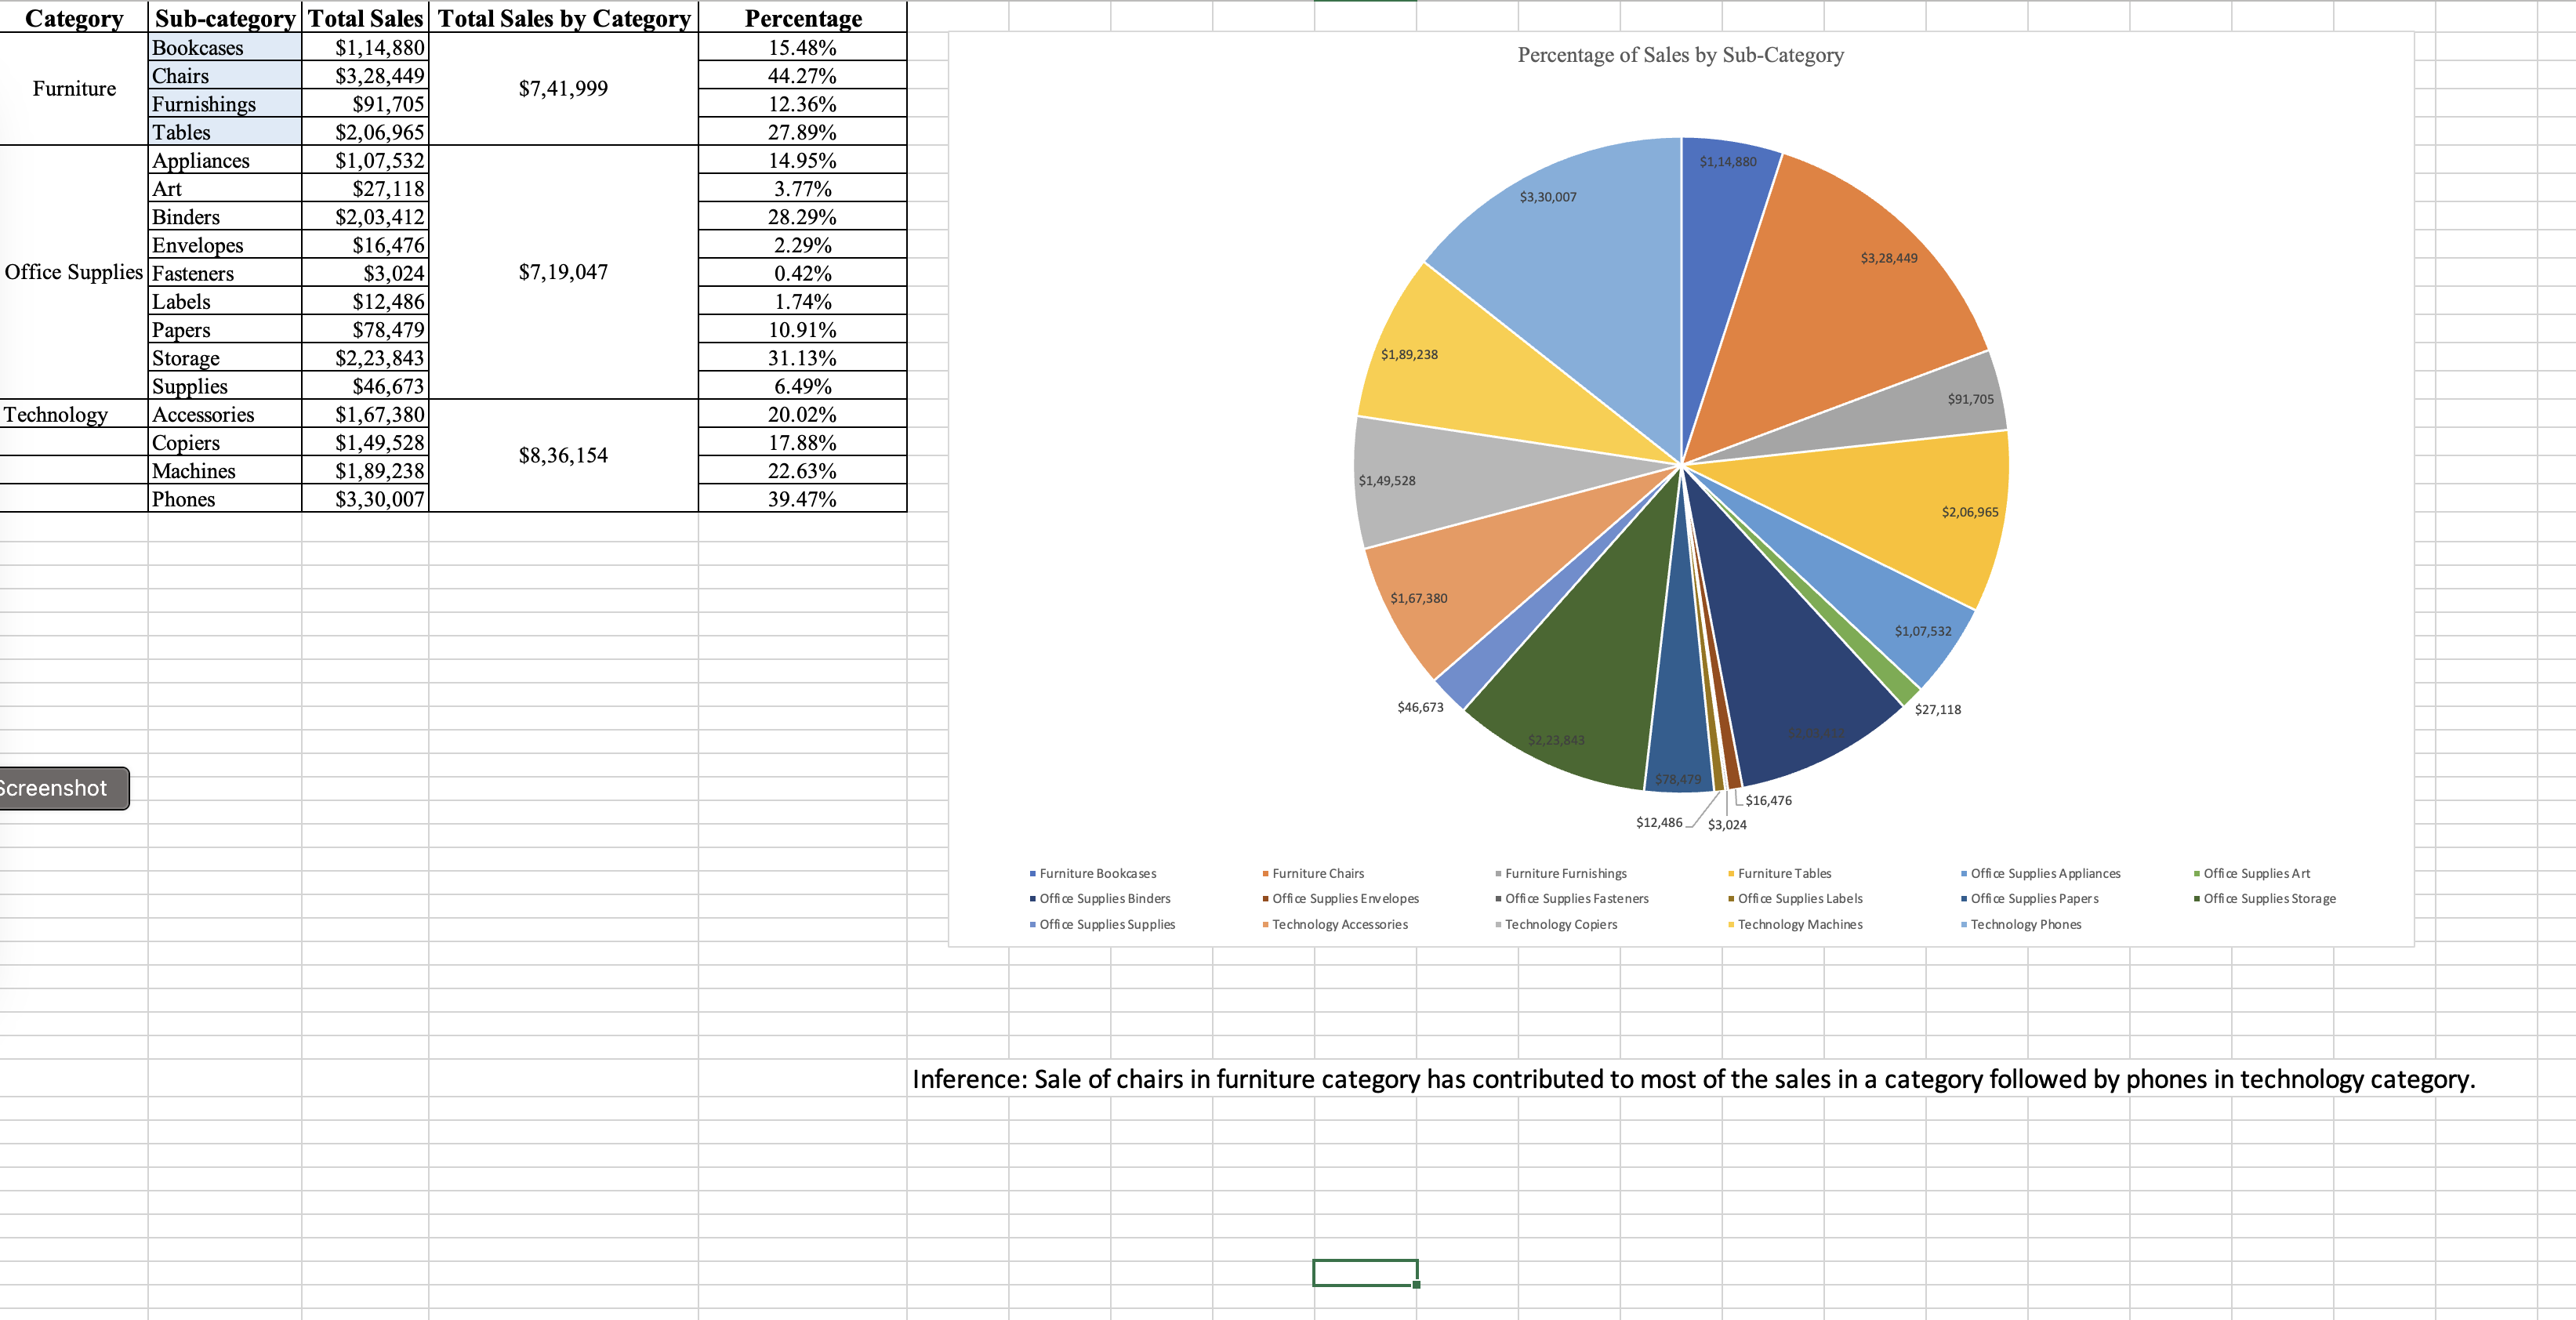 Category Sub-category Total Sales Total Sales by Category Percentage
Furniture Bookcases $1,14,880 $7,41,999 15.48%
Chairs $3,28,449 44.27%
Furnishings $91,705 12.36%
Tables $2,06,965 27.89%
Office Supplies Appliances $1,07,532 $7,19,047 14.95%
Art $27,118 3.77%
Binders $2,03,412 28.29%
Envelopes $16,476 2.29%
Fasteners $3,024 0.42%
Labels $12,486 1.74%
Papers $78,479 10.91%
Storage $2,23,843 31.13%
Supplies $46,673 6.49%
Technology Accessories $1,67,380 $8,36,154 20.02%
Copiers $1,49,528 17.88%
Machines $1,89,238 22.63%
Phones $3,30,007 39.47%
Screenshot
Percentage of Sales by Sub-Category
$1,14,880
$3,28,449
$91,705
$2,06,965
$1,07,532
$27,118
$16,476
$3,024
$12,486
$78,479
$2,23,843
$46,673
$1,67,380
$1,49,528
$1,89,238
$3,30,007
Furniture Bookcases Furniture Chairs Furniture Furnishings Furniture Tables Office Supplies Appliances Office Supplies Art
Office Supplies Binders Office Supplies Envelopes Office Supplies Fasteners Office Supplies Labels Office Supplies Papers Office Supplies Storage
Office Supplies Supplies Technology Accessories Technology Copiers Technology Machines Technology Phones
Inference: Sale of chairs in furniture category has contributed to most of the sales in a category followed by phones in technology category.